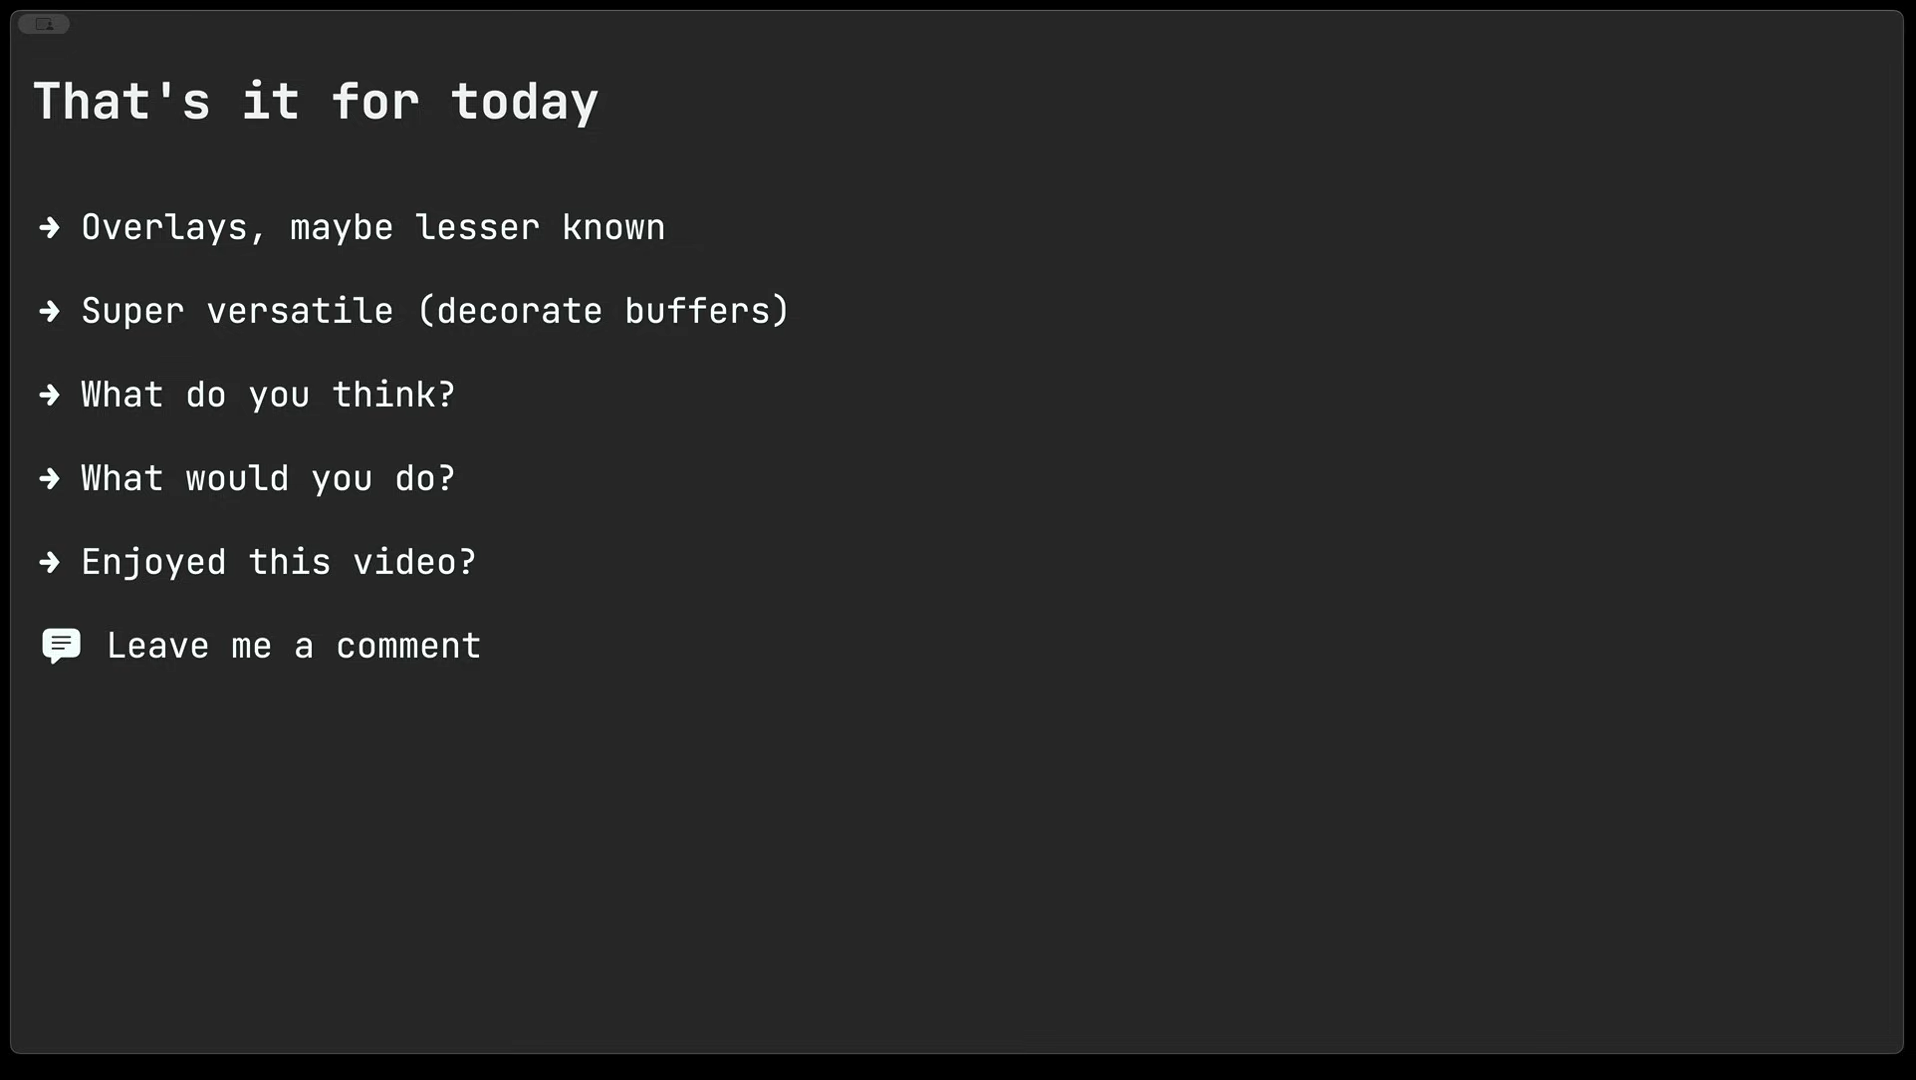 That's it for today
→ Overlays, maybe lesser known
→ Super versatile (decorate buffers)
→ What do you think?
→ What would you do?
→ Enjoyed this video?
Leave me a comment